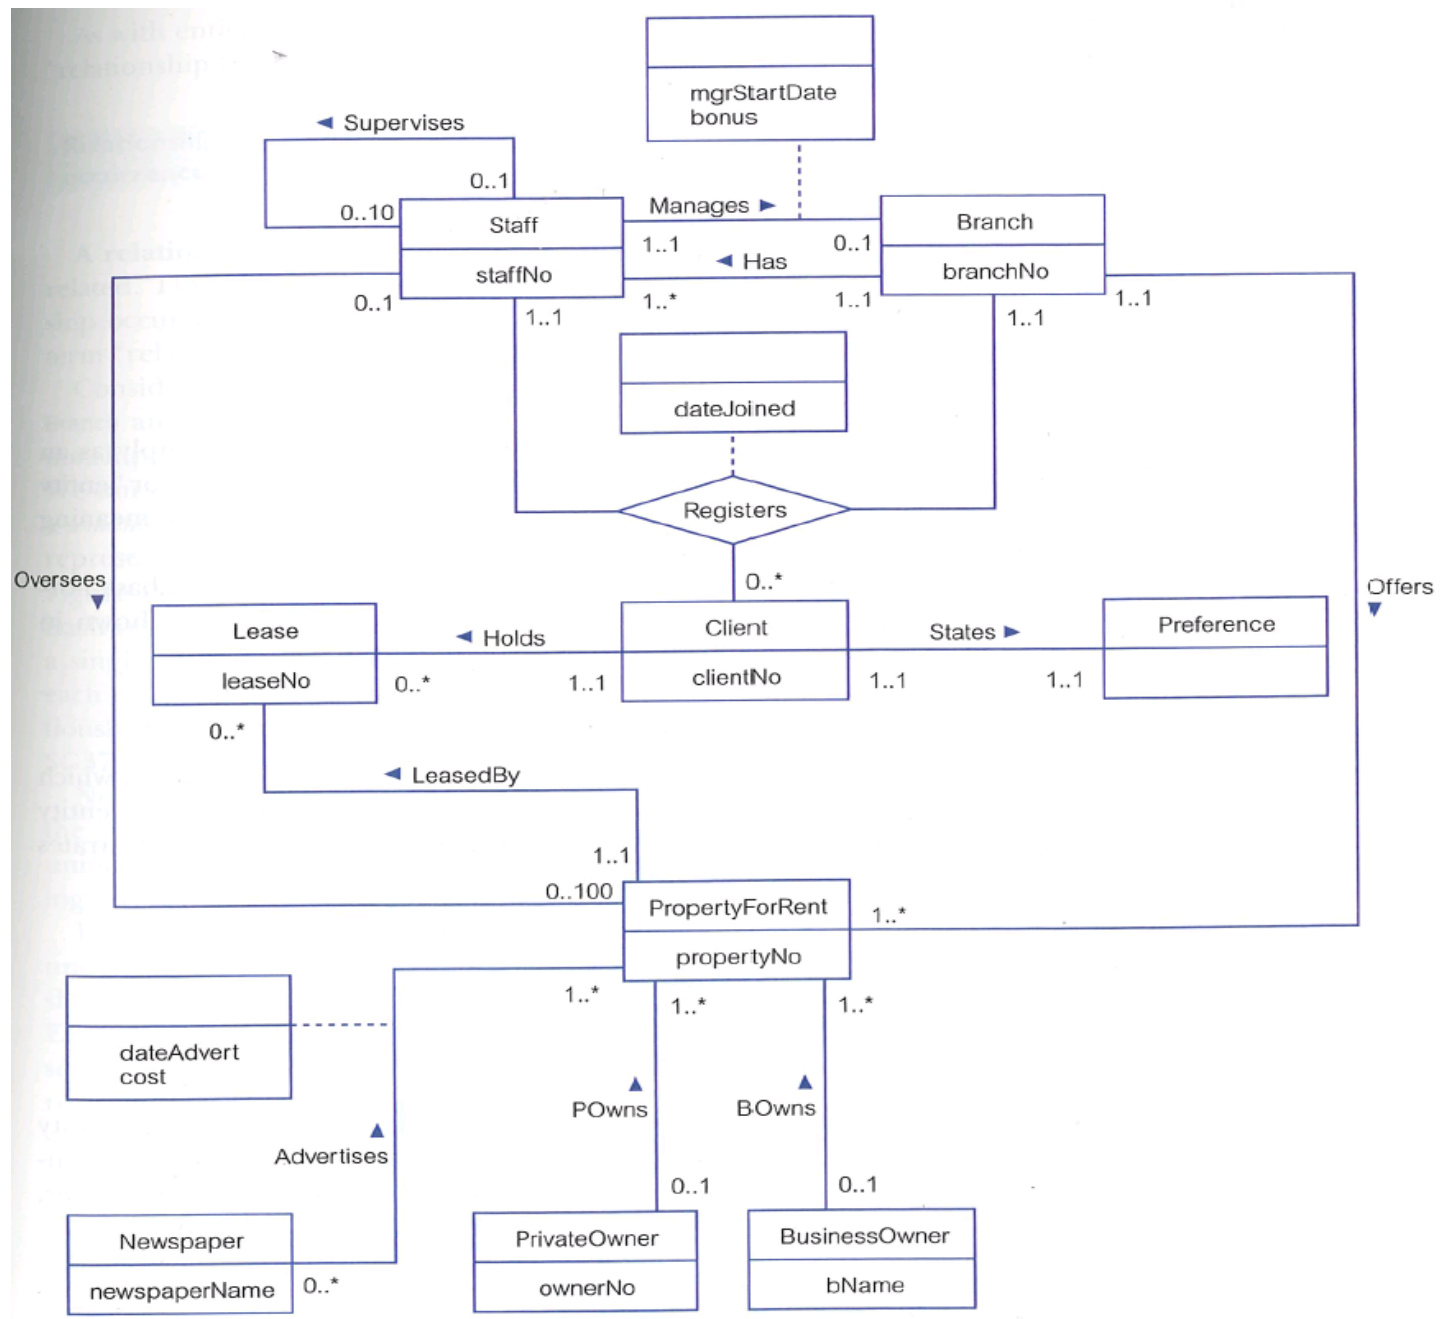 mgrStartDate
bonus
◄ Supervises
0..1
0..10
Staff
staffNo
Manages ►
1..1
0..1
Branch
branchNo
◄ Has
1..*
1..1
0..1
1..1
1..1
1..1
dateJoined
Registers
0..*
Oversees
▼
Offers
▼
Lease
leaseNo
◄ Holds
0..*
1..1
Client
clientNo
States ►
1..1
1..1
Preference
0..*
◄ LeasedBy
1..1
0..100
PropertyForRent
propertyNo
1..*
1..*
1..*
1..*
dateAdvert
cost
▲
Advertises
▲
POwns
▲
BOwns
0..1
0..1
Newspaper
newspaperName
0..*
PrivateOwner
ownerNo
BusinessOwner
bName